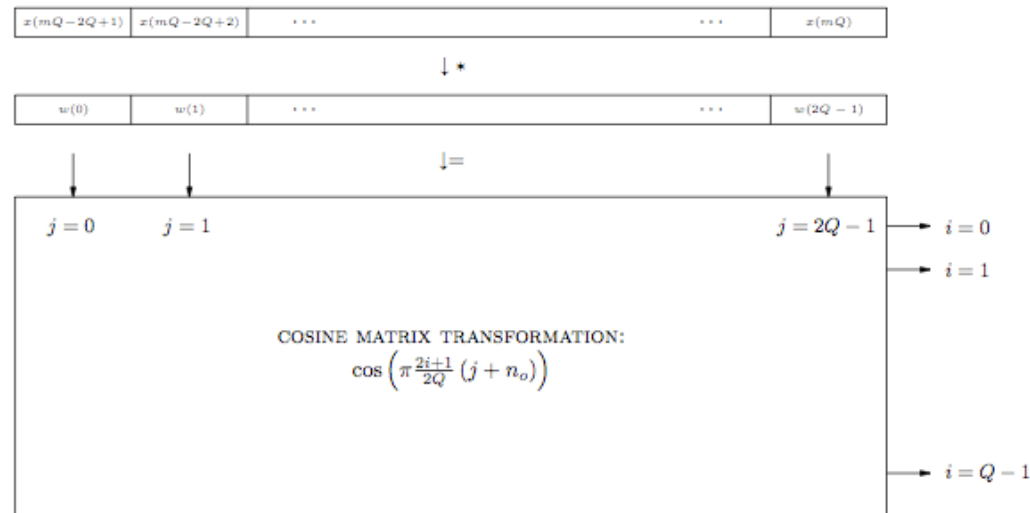 x(mQ−2Q+1) x(mQ−2Q+2) ··· ··· x(mQ)
↓ *
w(0) w(1) ··· ··· w(2Q − 1)
↓=
j = 0 j = 1 j = 2Q − 1 i = 0
i = 1
COSINE MATRIX TRANSFORMATION:
cos(π \frac{2i+1}{2Q} (j + n_o))
i = Q − 1